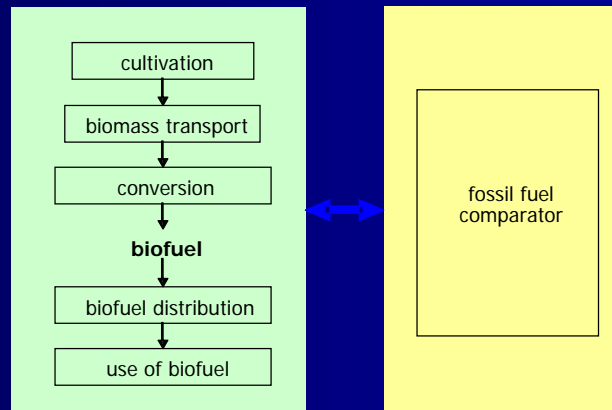 cultivation
biomass transport
conversion
biofuel
biofuel distribution
use of biofuel
fossil fuel
comparator